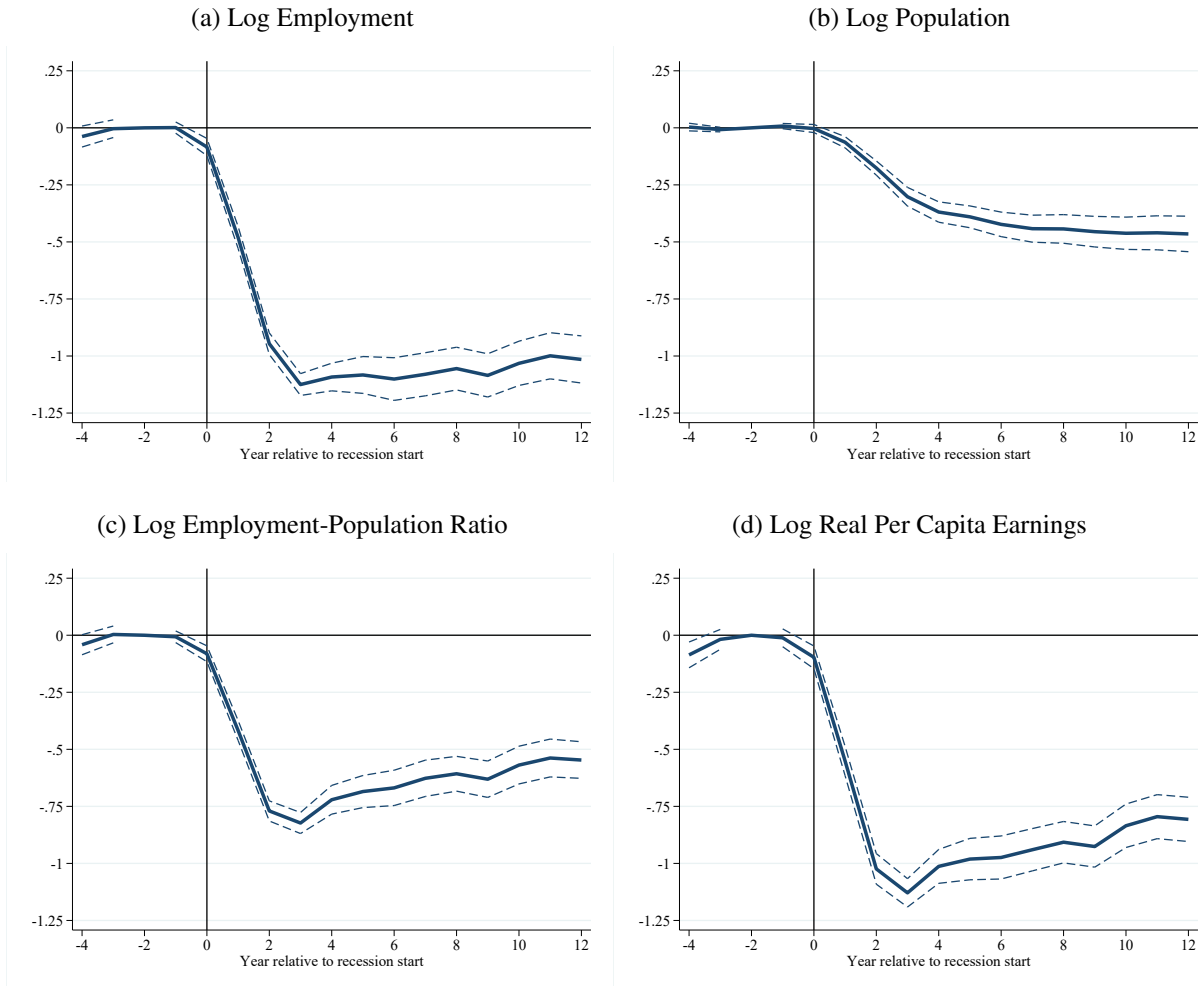 (a) Log Employment
.25
0
-.25
-.5
-.75
-1
-1.25
-4 -2 0 2 4 6 8 10 12
Year relative to recession start
(b) Log Population
.25
0
-.25
-.5
-.75
-1
-1.25
-4 -2 0 2 4 6 8 10 12
Year relative to recession start
(c) Log Employment-Population Ratio
.25
0
-.25
-.5
-.75
-1
-1.25
-4 -2 0 2 4 6 8 10 12
Year relative to recession start
(d) Log Real Per Capita Earnings
.25
0
-.25
-.5
-.75
-1
-1.25
-4 -2 0 2 4 6 8 10 12
Year relative to recession start